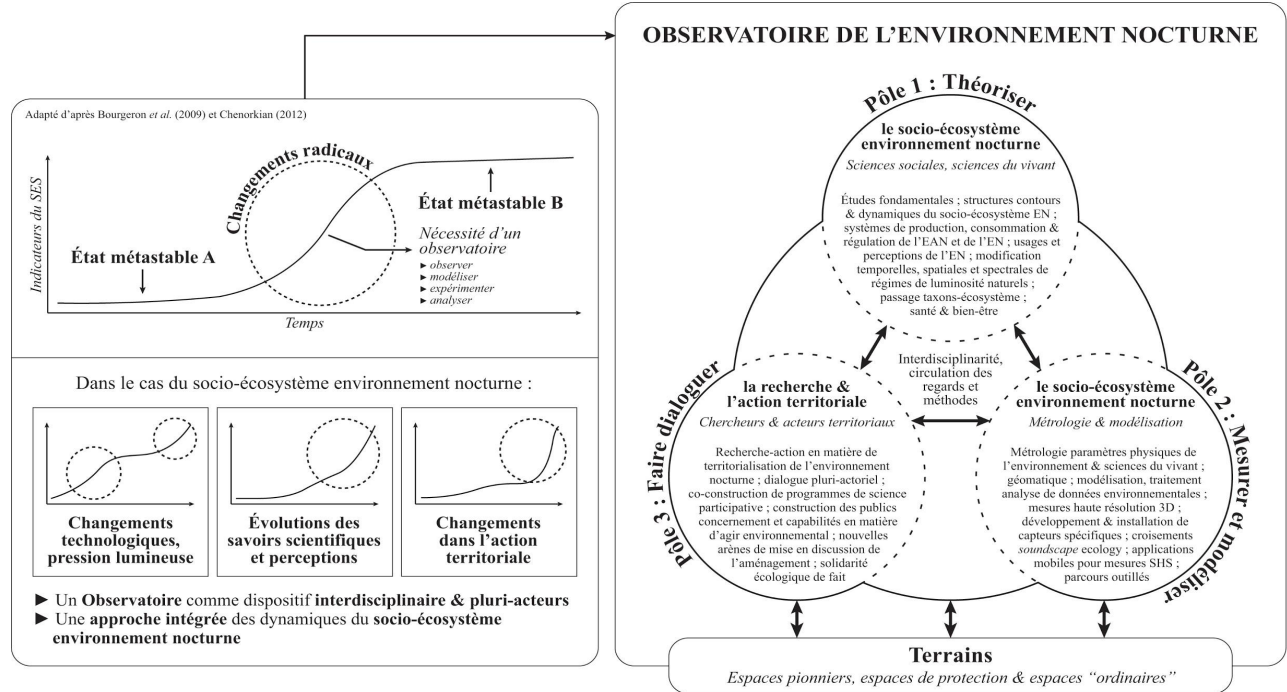 Adapté d’après Bourgeron et al. (2009) et Chenorkian (2012)
Indicateurs du SES
Changements radicaux
État métastable A
État métastable B
Nécessité d’un
observatoire
► observer
► modéliser
► expérimenter
► analyser
Temps
Dans le cas du socio-écosystème environnement nocturne :
Changements
technologiques,
pression lumineuse
Évolutions des
savoirs scientifiques
et perceptions
Changements
dans l’action
territoriale
► Un Observatoire comme dispositif interdisciplinaire & pluri-acteurs
► Une approche intégrée des dynamiques du socio-écosystème
environnement nocturne
OBSERVATOIRE DE L’ENVIRONNEMENT NOCTURNE
Pôle 1 : Théoriser
le socio-écosystème
environnement nocturne
Sciences sociales, sciences du vivant
Études fondamentales ; structures contours
& dynamiques du socio-écosystème EN ;
systèmes de production, consommation &
régulation de l’EAN et de l’EN ; usages et
perceptions de l’EN ; modification
temporelles, spatiales et spectrales de
régimes de luminosité naturels ;
passage taxons-écosystème ;
santé & bien-être
Interdisciplinarité,
circulation des
regards et
méthodes
Pôle 3 : Faire dialoguer
la recherche &
l’action territoriale
Chercheurs & acteurs territoriaux
Recherche-action en matière de
territorialisation de l’environnement
nocturne ; dialogue pluri-actoriel ;
co-construction de programmes de science
participative ; construction des publics
concernement et capabilités en matière
d’agir environnemental ; nouvelles
arènes de mise en discussion de
l’aménagement ; solidarité
écologique de fait
Pôle 2 : Mesurer et modéliser
le socio-écosystème
environnement nocturne
Métrologie & modélisation
Métrologie paramètres physiques de
l’environnement & sciences du vivant ;
géomatique ; modélisation, traitement
analyse de données environnementales ;
mesures haute résolution 3D ;
développement & installation de
capteurs spécifiques ; croisements
soundscape ecology ; applications
mobiles pour mesures SHS ;
parcours outillés
Terrains
Espaces pionniers, espaces de protection & espaces “ordinaires”